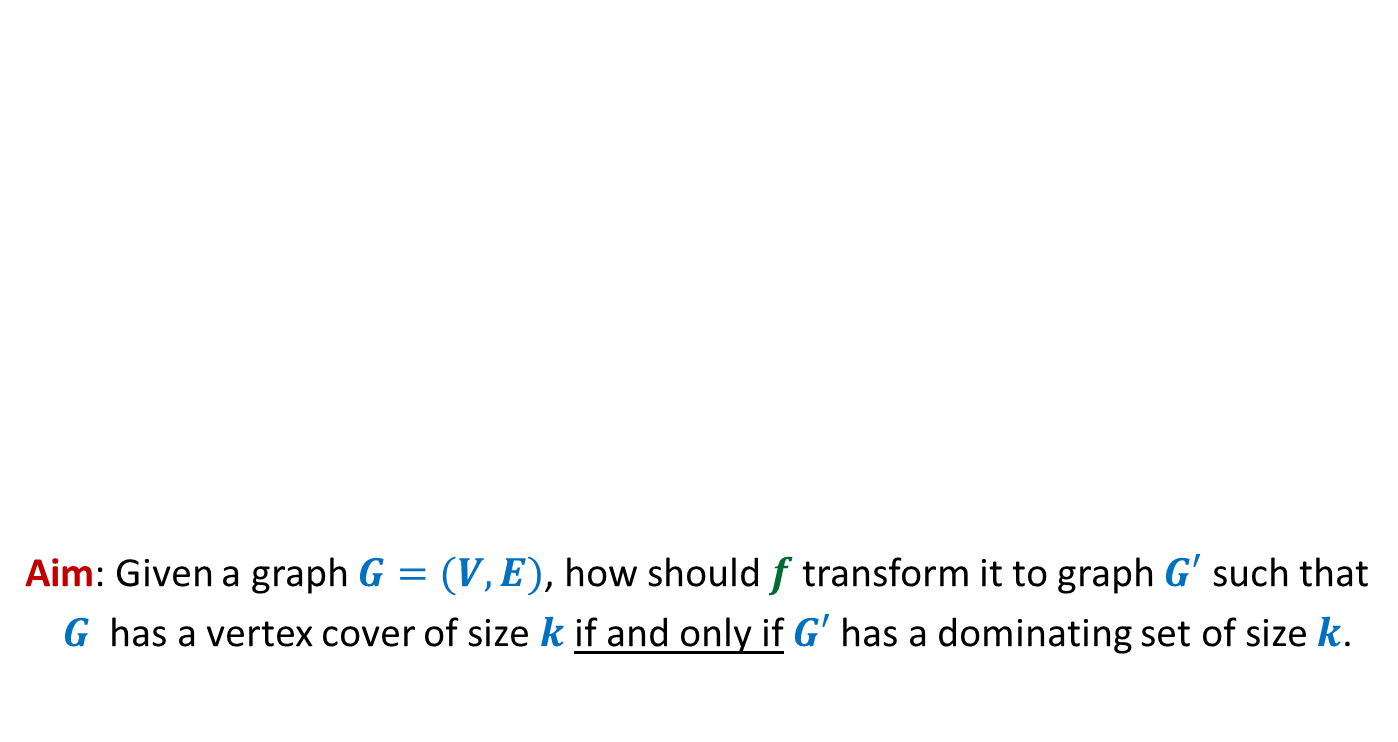 Aim: Given a graph G = (V, E), how should f transform it to graph G′ such that
G has a vertex cover of size k if and only if G′ has a dominating set of size k.